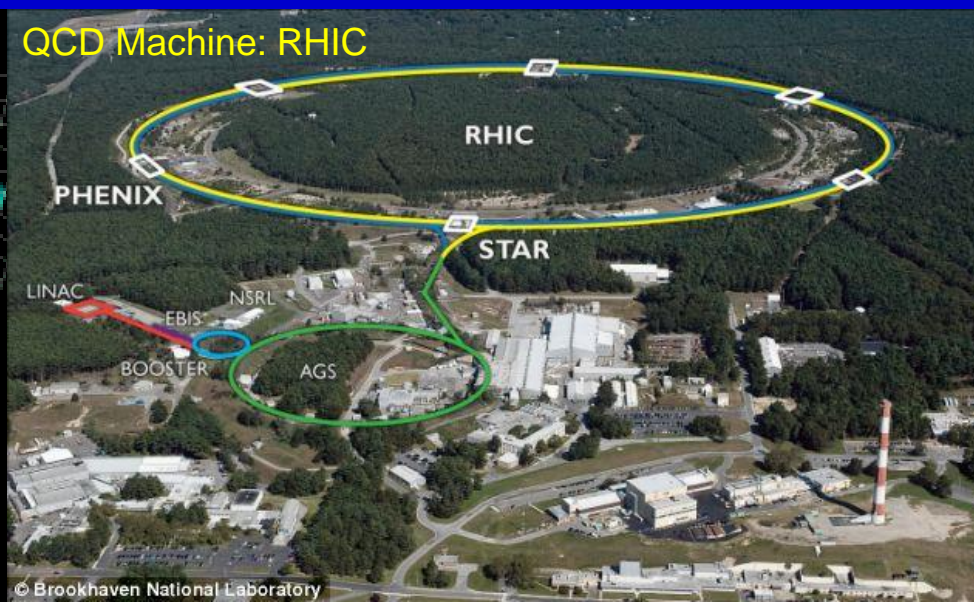 QCD Machine: RHIC
RHIC
PHENIX
STAR
LINAC
NSRL
EBIS
BOOSTER
AGS
© Brookhaven National Laboratory